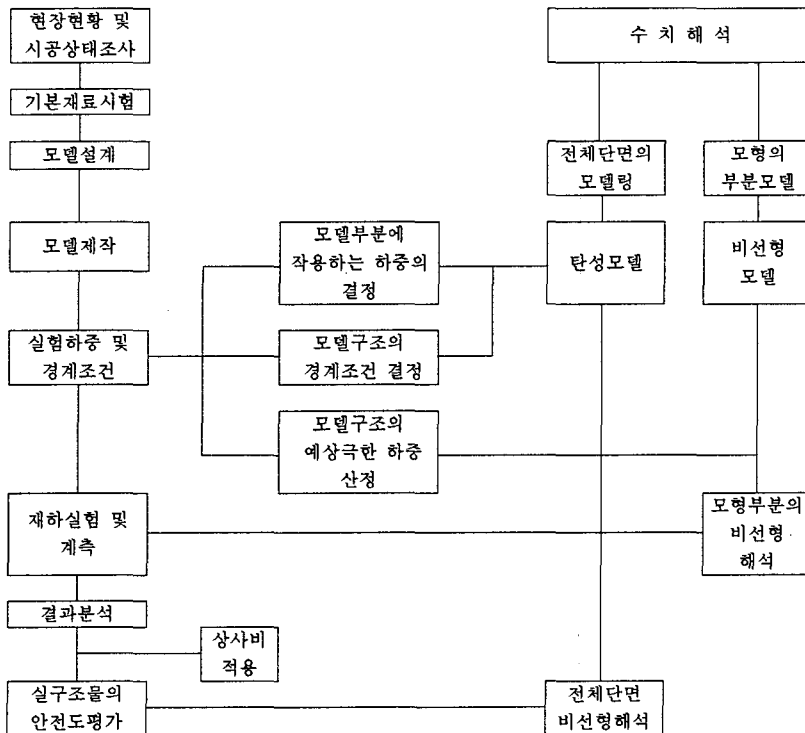 현장현황 및
시공상태조사
수 치 해 석
기본재료시험
모델설계
전체단면의
모델링
모형의
부분모델
모델제작
모델부분에
작용하는 하중의
결정
탄성모델
비선형
모델
실험하중 및
경계조건
모델구조의
경계조건 결정
모델구조의
예상극한 하중
산정
재하실험 및
계측
모형부분의
비선형
해석
결과분석
상사비
적용
실구조물의
안전도평가
전체단면
비선형해석